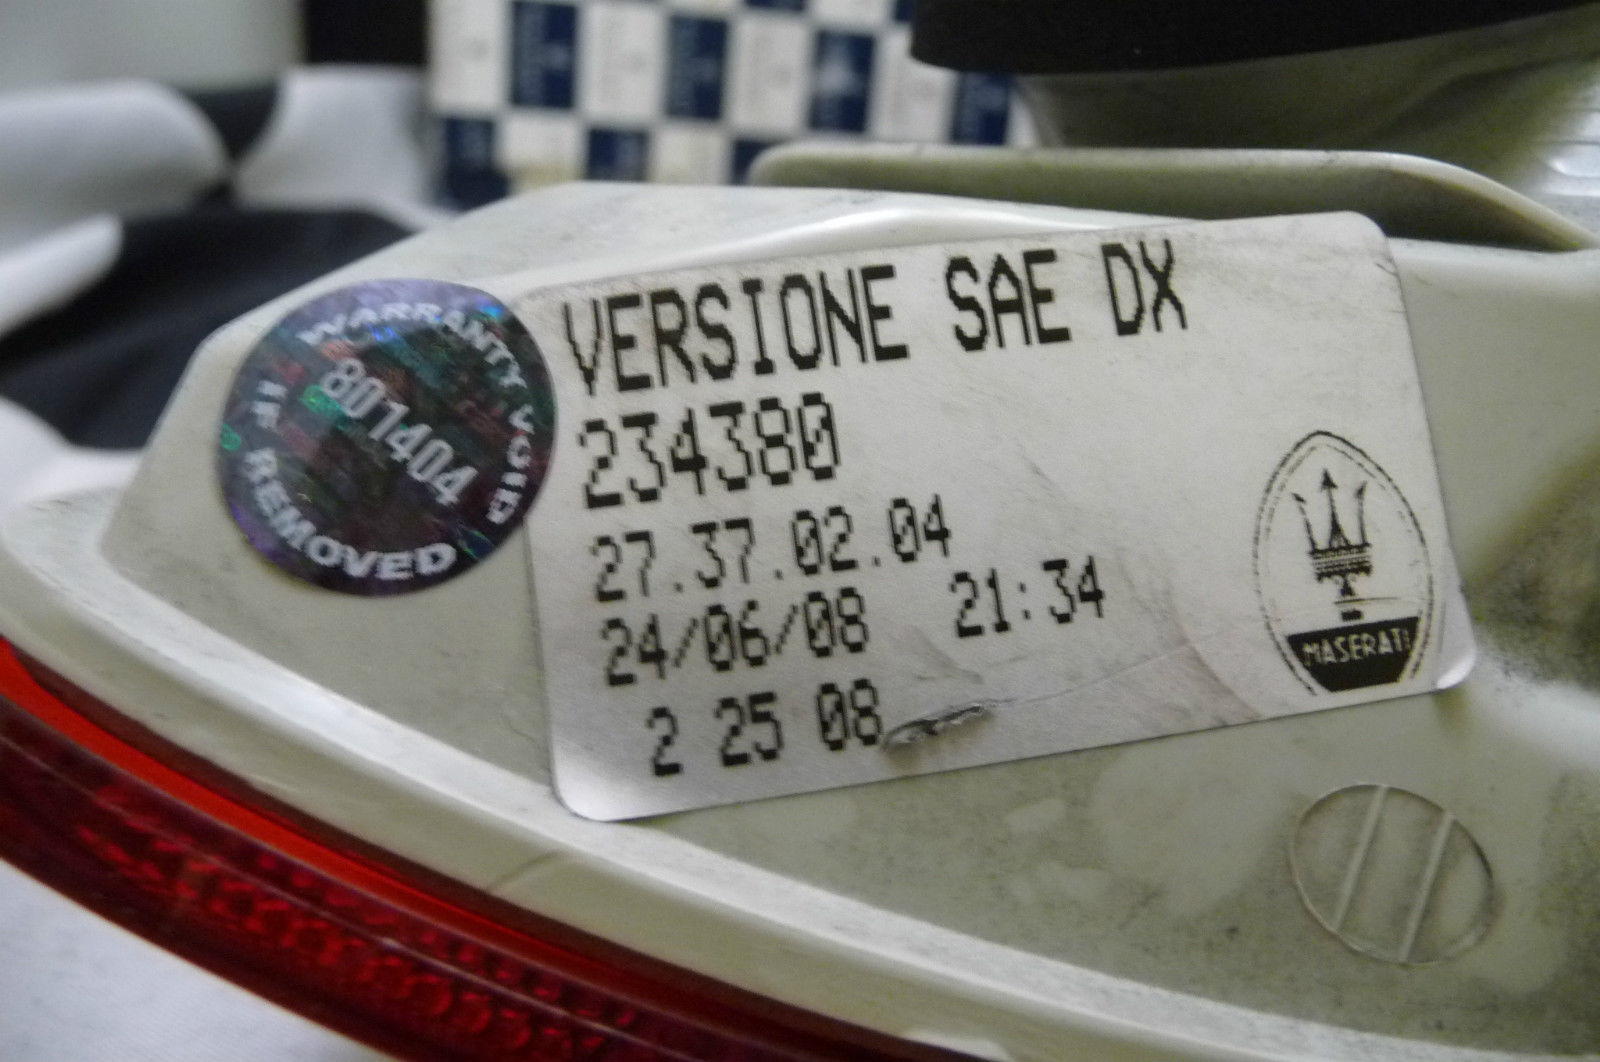 WARRANTY VOID
801404
IF REMOVED
VERSIONE SAE DX
234380
27.37.02.04
24/06/08 21:34
2 25 08
MASERATI